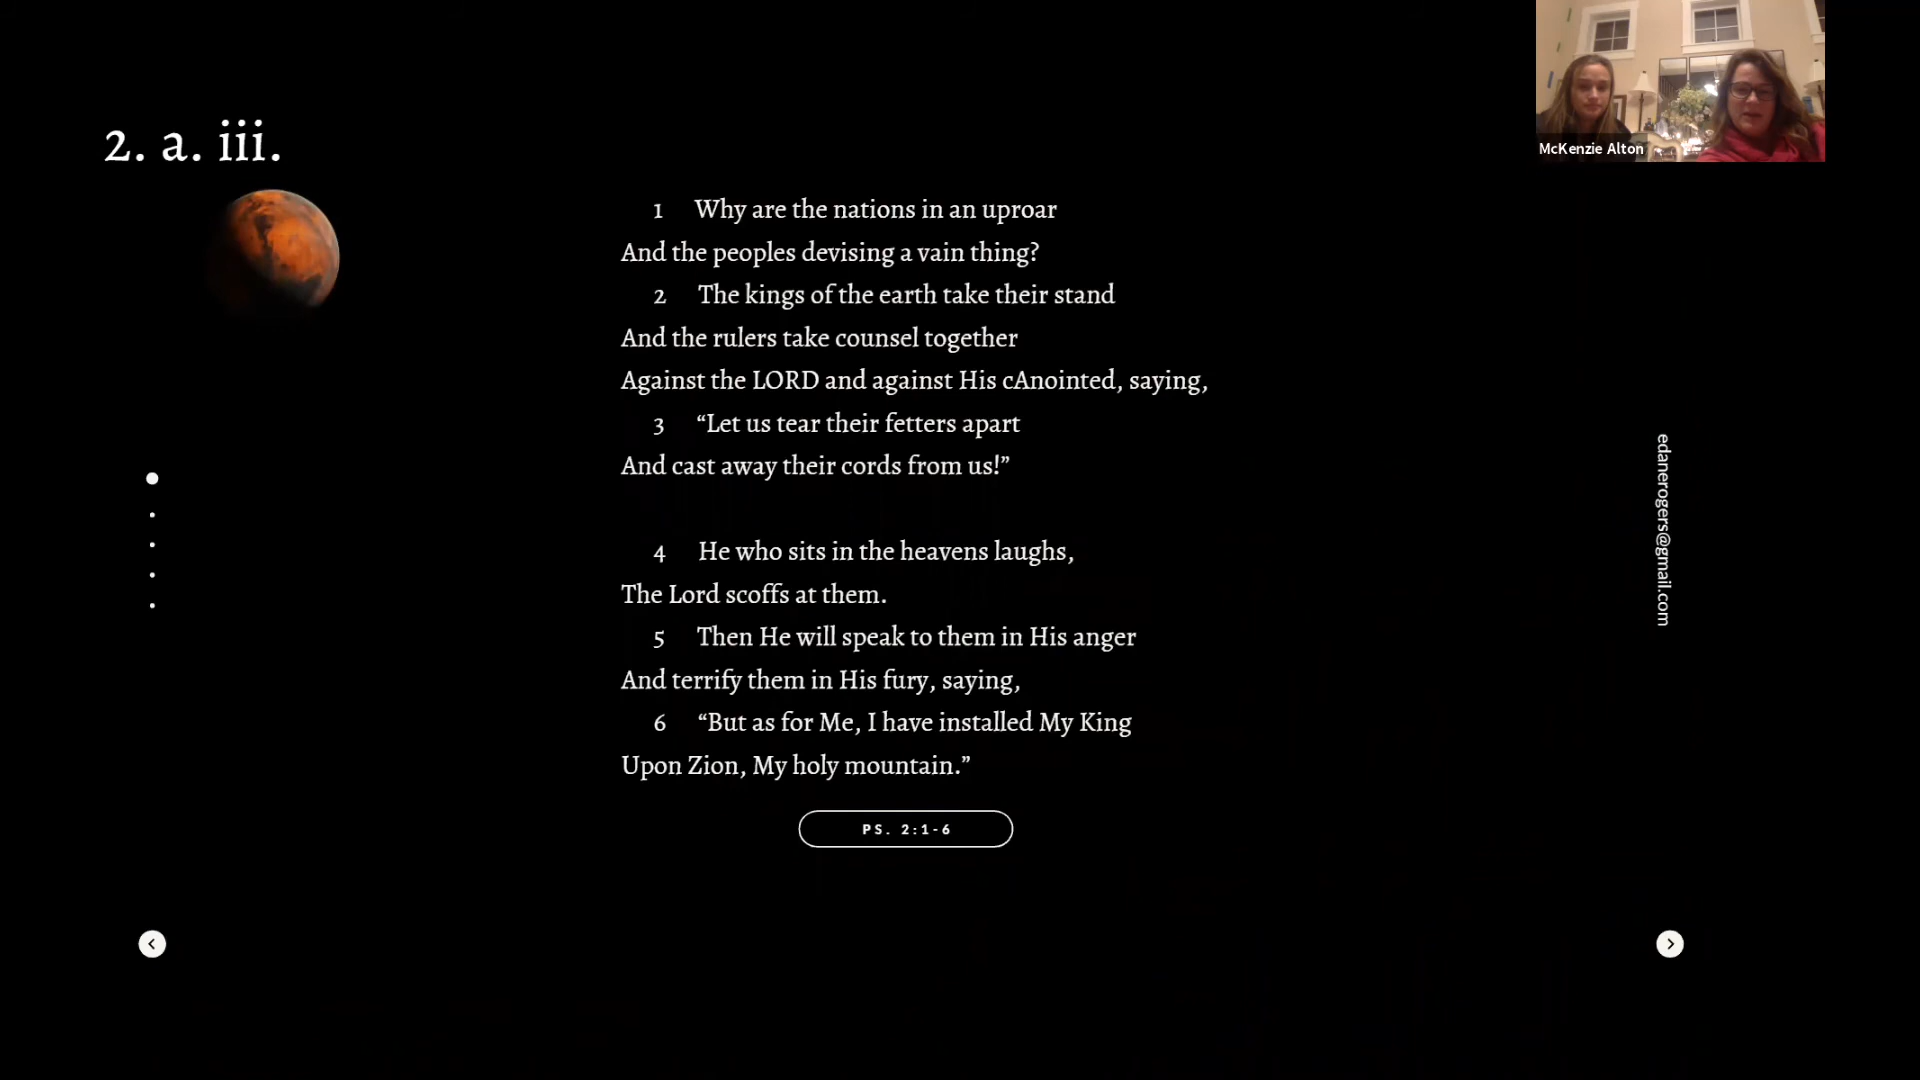 2. a. iii.
McKenzie Alton
1 Why are the nations in an uproar
And the peoples devising a vain thing?
2 The kings of the earth take their stand
And the rulers take counsel together
Against the LORD and against His cAnointed, saying,
3 “Let us tear their fetters apart
And cast away their cords from us!”
4 He who sits in the heavens laughs,
The Lord scoffs at them.
5 Then He will speak to them in His anger
And terrify them in His fury, saying,
6 “But as for Me, I have installed My King
Upon Zion, My holy mountain.”
PS. 2:1-6
edanerogers@gmail.com